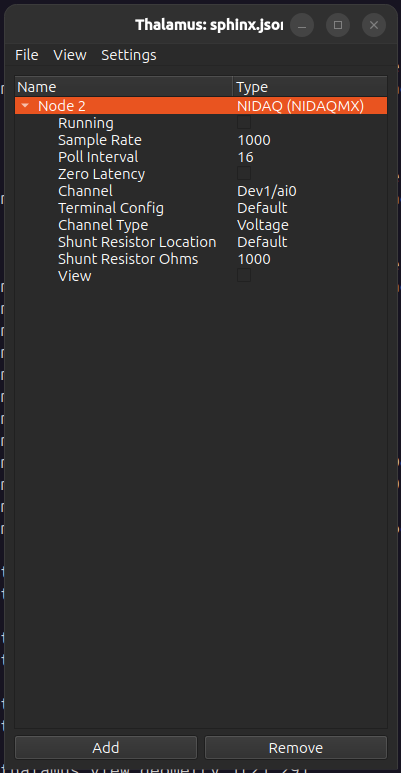 Thalamus: sphinx.json
File View Settings
Name Type
Node 2 NIDAQ (NIDAQMX)
Running
Sample Rate 1000
Poll Interval 16
Zero Latency
Channel Dev1/ai0
Terminal Config Default
Channel Type Voltage
Shunt Resistor Location Default
Shunt Resistor Ohms 1000
View
Add Remove